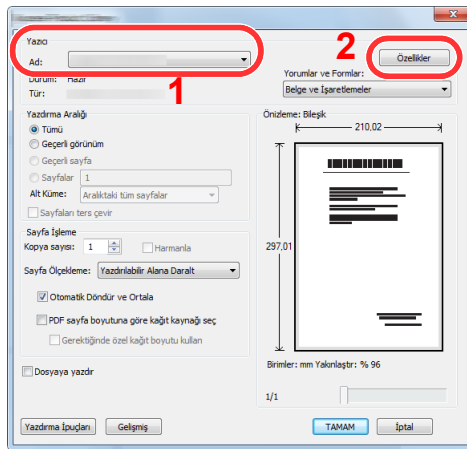 Yazıcı
2
Özellikler
Ad:
Yorumlar ve Formlar:
Durum: Hazır
1
Belge ve İşaretlemeler
Tür:
Yazdırma Aralığı
Önizleme: Bileşik
Tümü
210,02
Geçerli görünüm
Geçerli sayfa
Sayfalar 1
Alt Küme: Aralıktaki tüm sayfalar
Sayfaları ters çevir
Sayfa İşleme
Kopya sayısı: 1 Harmanla
297,01
Sayfa Ölçekleme: Yazdırılabilir Alana Daralt
Otomatik Döndür ve Ortala
PDF sayfa boyutuna göre kağıt kaynağı seç
Gerektiğinde özel kağıt boyutu kullan
Birimler: mm Yakınlaştır: % 96
Dosyaya yazdır
1/1
Yazdırma İpuçları Gelişmiş TAMAM İptal